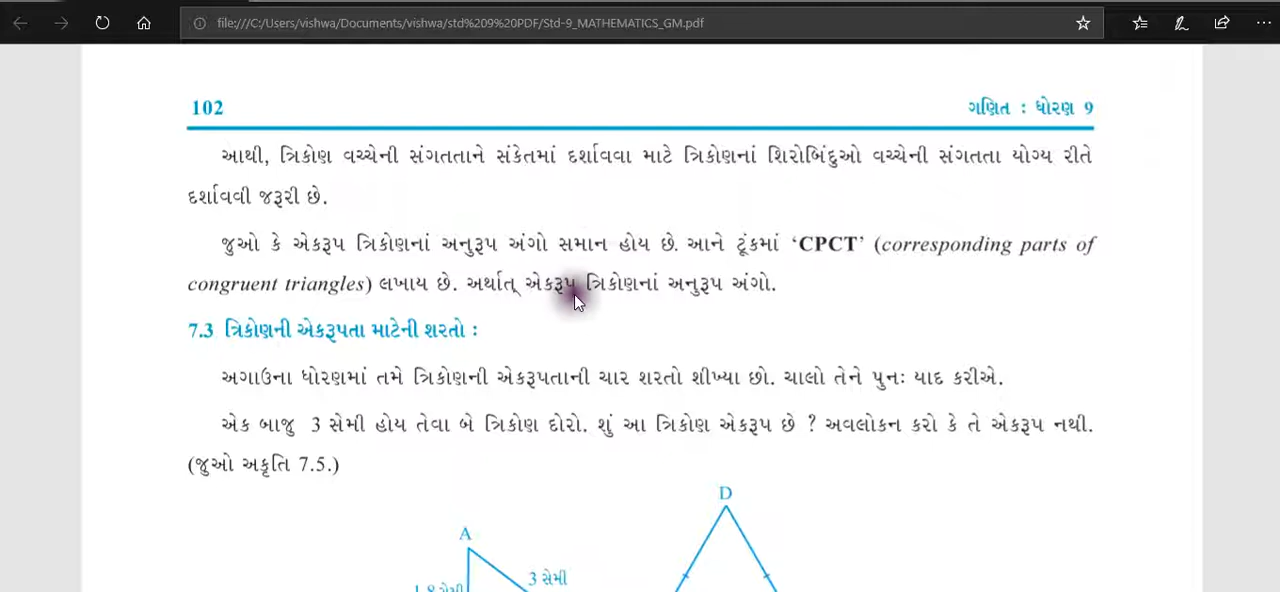 file:///C:/Users/vishwa/Documents/vishwa/std%209%20PDF/Std-9_MATHEMATICS_GM.pdf
102 ગણિત : ધોરણ 9
આથી, ત્રિકોણ વચ્ચેની સંગતતાને સંકેતમાં દર્શાવવા માટે ત્રિકોણનાં શિરોબિંદુઓ વચ્ચેની સંગતતા યોગ્ય રીતે
દર્શાવવી જરૂરી છે.
જુઓ કે એકરૂપ ત્રિકોણનાં અનુરૂપ અંગો સમાન હોય છે. આને ટૂંકમાં ‘CPCT’ (corresponding parts of
congruent triangles) લખાય છે. અર્થાત્ એકરૂપ ત્રિકોણનાં અનુરૂપ અંગો.
7.3 ત્રિકોણની એકરૂપતા માટેની શરતો :
અગાઉના ધોરણમાં તમે ત્રિકોણની એકરૂપતાની ચાર શરતો શીખ્યા છો. ચાલો તેને પુનઃ યાદ કરીએ.
એક બાજુ 3 સેમી હોય તેવા બે ત્રિકોણ દોરો. શું આ ત્રિકોણ એકરૂપ છે ? અવલોકન કરો કે તે એકરૂપ નથી.
(જુઓ અકૃતિ 7.5.)
D
A
3 સેમી
1.8 સેમી